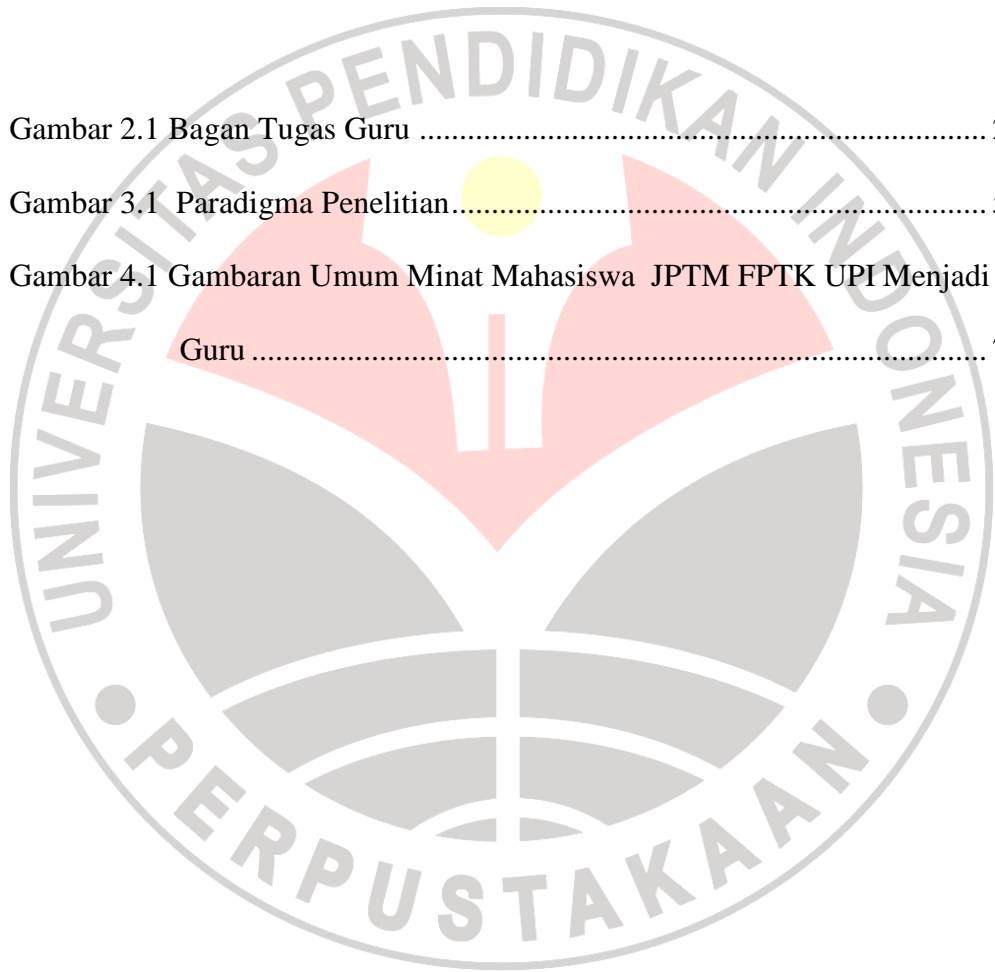 UNIVERSITAS PENDIDIKAN INDONESIA
PERPUSTAKAAN
Gambar 2.1 Bagan Tugas Guru ..............................................................................
Gambar 3.1  Paradigma Penelitian..........................................................................
Gambar 4.1 Gambaran Umum Minat Mahasiswa  JPTM FPTK UPI Menjadi
Guru .....................................................................................................